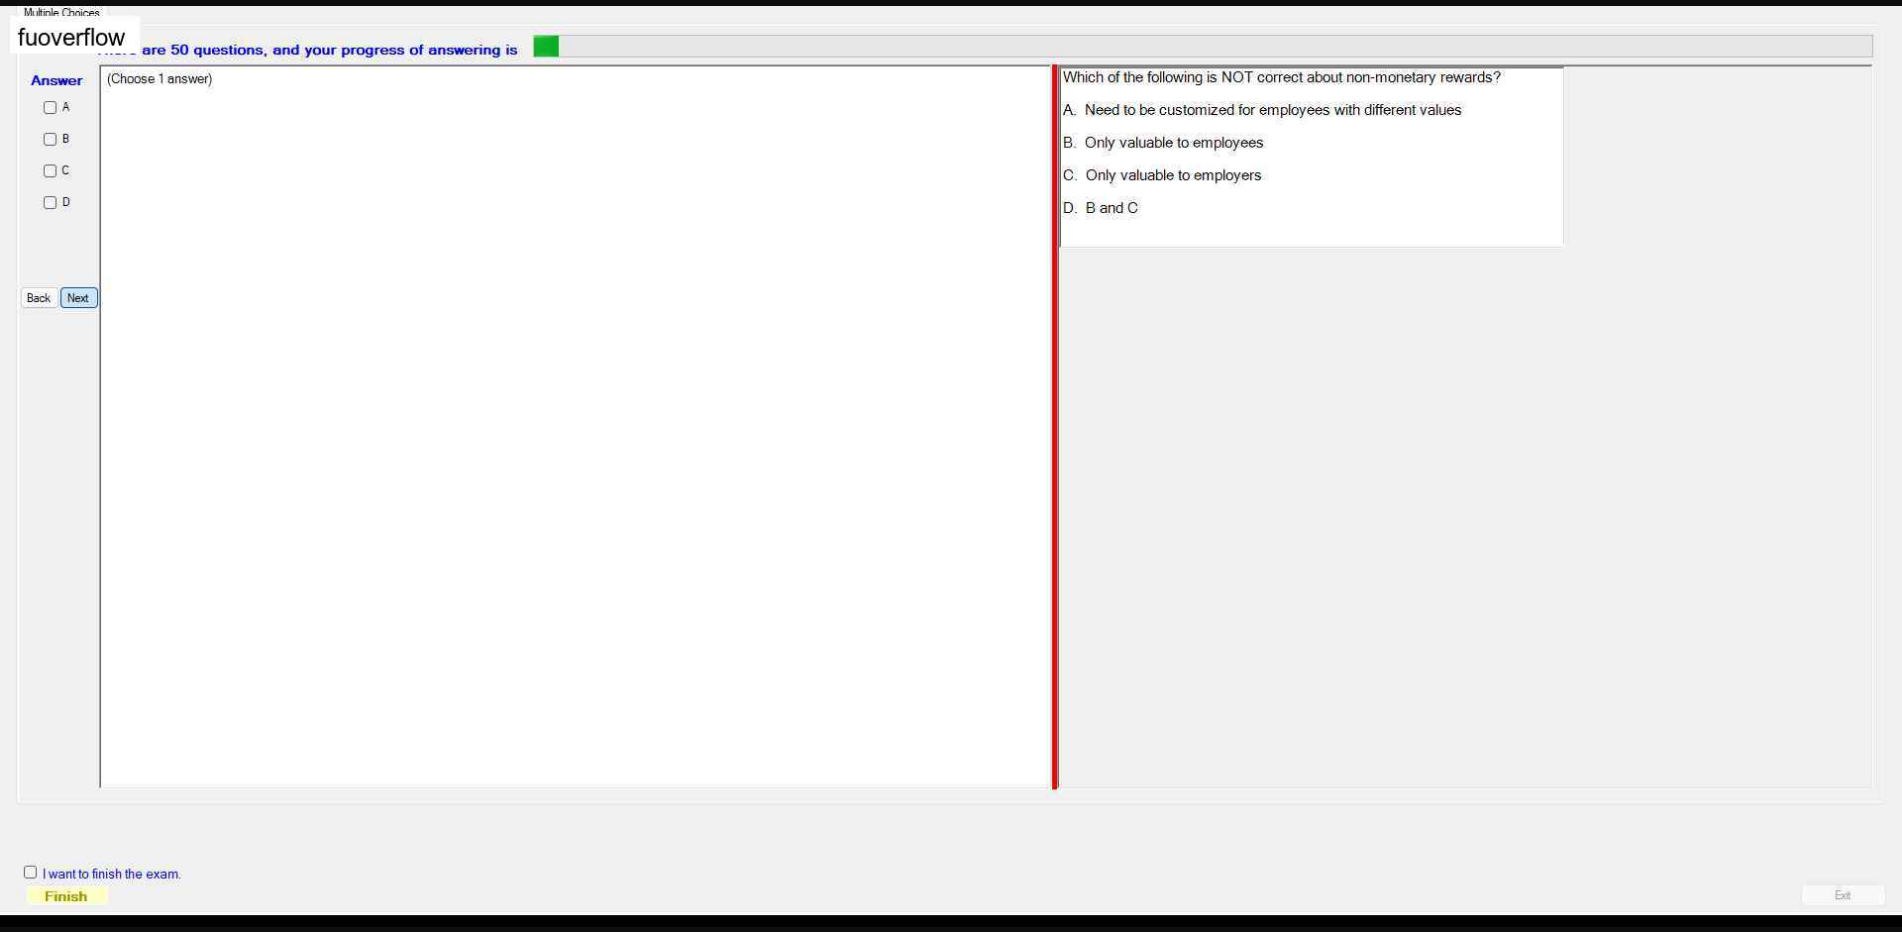 Multiple Choices
fuoverflow
are 50 questions, and your progress of answering is
Answer
(Choose 1 answer)
A
B
C
D
Back
Next
Which of the following is NOT correct about non-monetary rewards?
A. Need to be customized for employees with different values
B. Only valuable to employees
C. Only valuable to employers
D. B and C
I want to finish the exam.
Finish
Exit